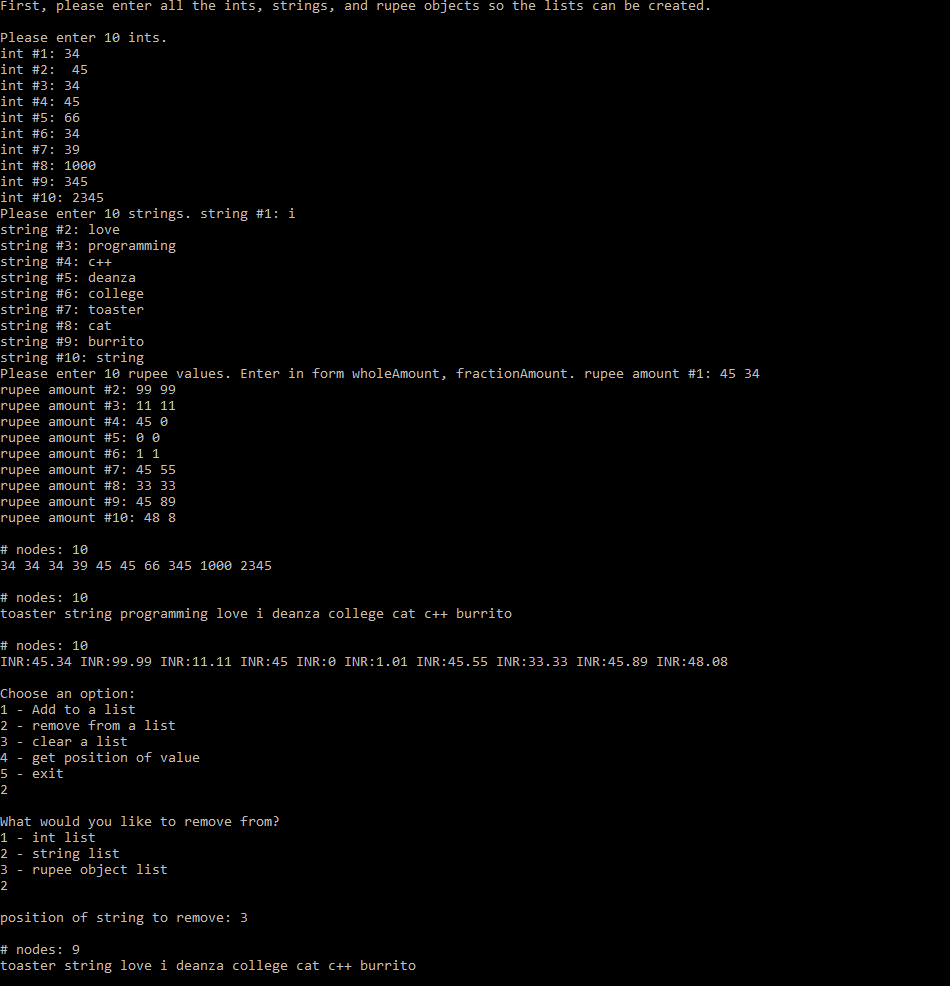 First, please enter all the ints, strings, and rupee objects so the lists can be created.

Please enter 10 ints.
int #1: 34
int #2:  45
int #3: 34
int #4: 45
int #5: 66
int #6: 34
int #7: 39
int #8: 1000
int #9: 345
int #10: 2345
Please enter 10 strings. string #1: i
string #2: love
string #3: programming
string #4: c++
string #5: deanza
string #6: college
string #7: toaster
string #8: cat
string #9: burrito
string #10: string
Please enter 10 rupee values. Enter in form wholeAmount, fractionAmount. rupee amount #1: 45 34
rupee amount #2: 99 99
rupee amount #3: 11 11
rupee amount #4: 45 0
rupee amount #5: 0 0
rupee amount #6: 1 1
rupee amount #7: 45 55
rupee amount #8: 33 33
rupee amount #9: 45 89
rupee amount #10: 48 8

# nodes: 10
34 34 34 39 45 45 66 345 1000 2345

# nodes: 10
toaster string programming love i deanza college cat c++ burrito

# nodes: 10
INR:45.34 INR:99.99 INR:11.11 INR:45 INR:0 INR:1.01 INR:45.55 INR:33.33 INR:45.89 INR:48.08

Choose an option:
1 - Add to a list
2 - remove from a list
3 - clear a list
4 - get position of value
5 - exit
2

What would you like to remove from?
1 - int list
2 - string list
3 - rupee object list
2

position of string to remove: 3

# nodes: 9
toaster string love i deanza college cat c++ burrito